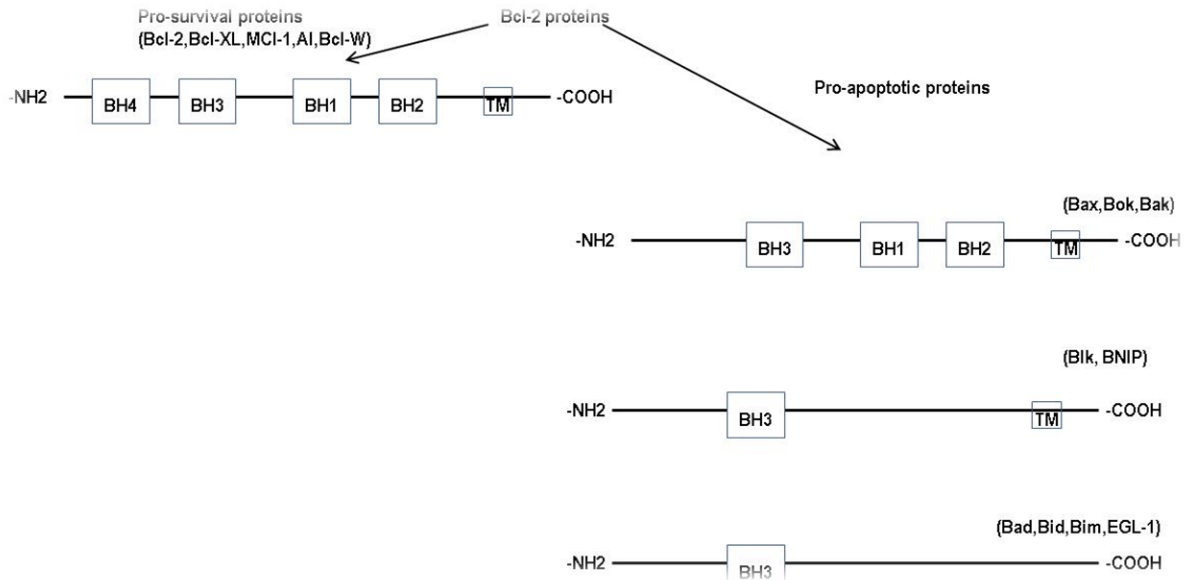 Pro-survival proteins
(Bcl-2,Bcl-XL,MCl-1,AI,Bcl-W)
Bcl-2 proteins
-NH2 BH4 BH3 BH1 BH2 TM -COOH
Pro-apoptotic proteins
(Bax,Bok,Bak)
-NH2 BH3 BH1 BH2 TM -COOH
(Blk, BNIP)
-NH2 BH3 TM -COOH
(Bad,Bid,Bim,EGL-1)
-NH2 BH3 -COOH